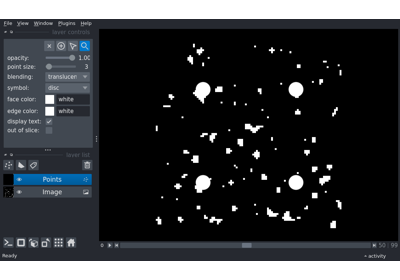 File View Window Plugins Help
layer controls
opacity: 1.00
point size: 3
blending: translucen
symbol: disc
face color: white
edge color: white
display text:
out of slice:
layer list
Points
Image
Ready
0 50 99
activity